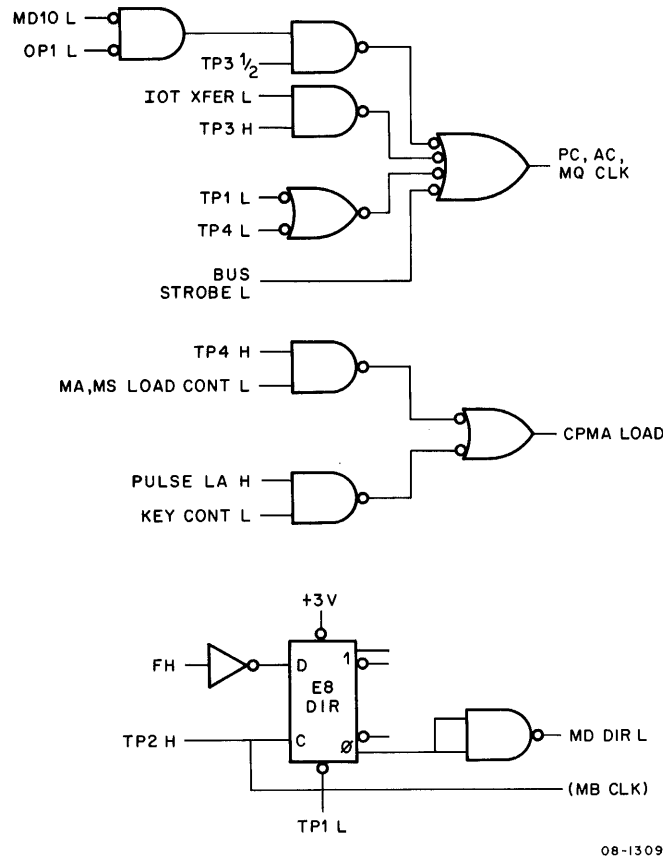 MD10 L
OP1 L
TP3 1/2
IOT XFER L
TP3 H
TP1 L
TP4 L
BUS
STROBE L
PC, AC,
MQ CLK
TP4 H
MA,MS LOAD CONT L
CPMA LOAD
PULSE LA H
KEY CONT L
+3V
FH
D
1
E8
DIR
TP2 H
C
0
MD DIR L
(MB CLK)
TP1 L
08-1309